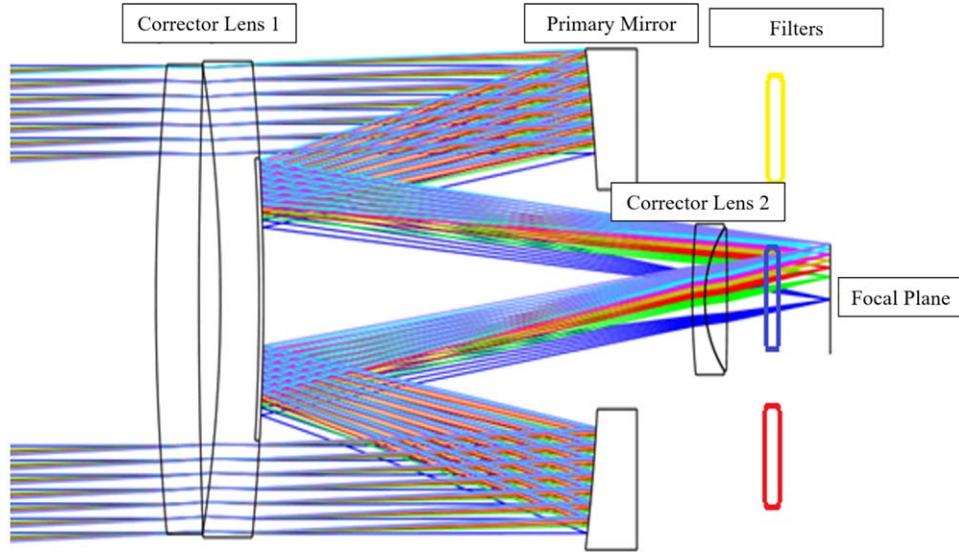 Corrector Lens 1
Primary Mirror
Filters
Corrector Lens 2
Focal Plane